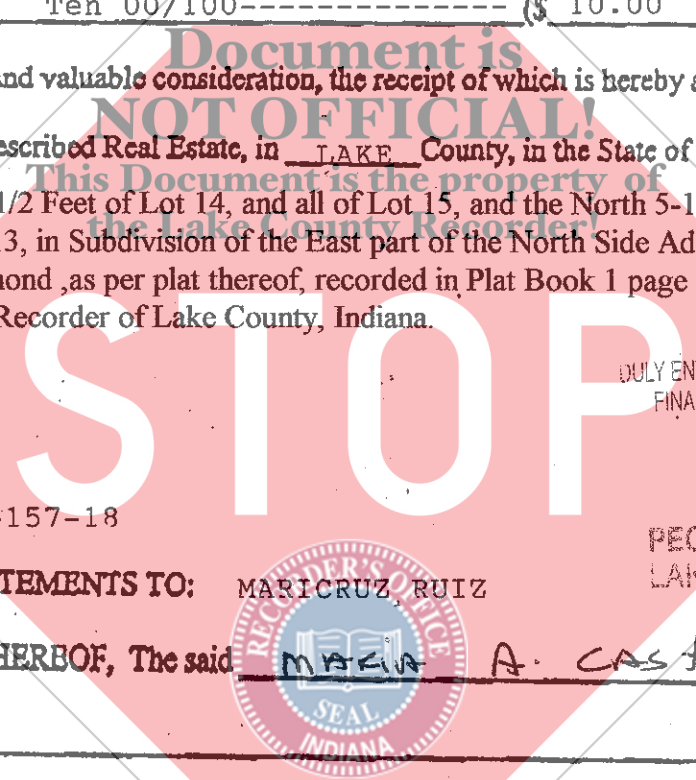 Ten 00/100--------------- ($ 10.00
Document is
and valuable consideration, the receipt of which is hereby a
NOT OFFICIAL!
escribed Real Estate, in LAKE County, in the State of
This Document is the property of
1/2 Feet of Lot 14, and all of Lot 15, and the North 5-1
the Lake County Recorder!
3, in Subdivision of the East part of the North Side Ad
mond ,as per plat thereof, recorded in Plat Book 1 page
Recorder of Lake County, Indiana.
STOP
DULY EN
FINA
157-18
PEO
LAK
TEMENTS TO: MARICRUZ RUIZ
HEREOF, The said MARIA A. CAST
RECORDER'S OFFICE
SEAL
INDIANA